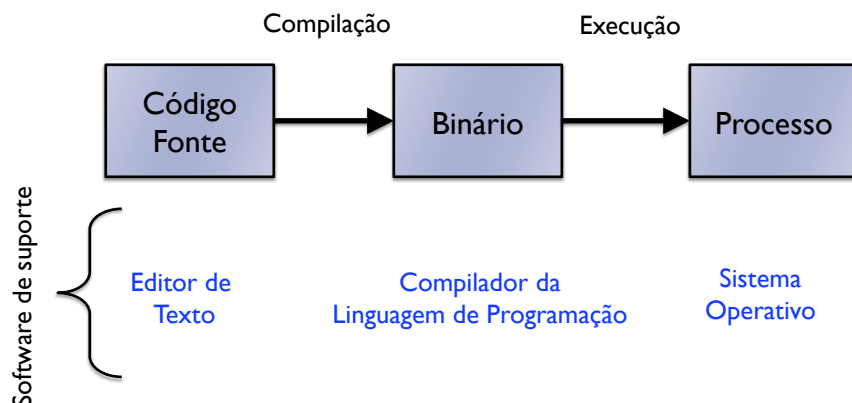 Compilação
Execução
Código
Fonte
Binário
Processo
Software de suporte
Editor de
Texto
Compilador da
Linguagem de Programação
Sistema
Operativo